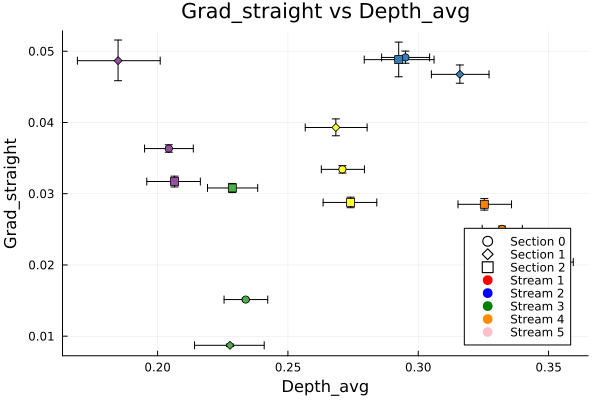 Grad_straight vs Depth_avg
Grad_straight
0.05
0.04
0.03
0.02
0.01
0.20 0.25 0.30 0.35
Depth_avg
Section 0
Section 1
Section 2
Stream 1
Stream 2
Stream 3
Stream 4
Stream 5